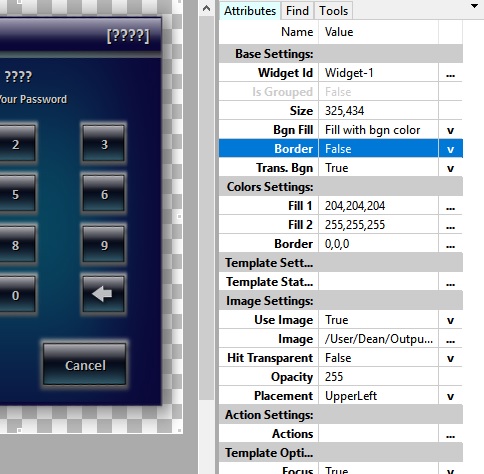 Attributes Find Tools
Name Value
Base Settings:
Widget Id Widget-1 ...
Is Grouped False
Size 325,434
Bgn Fill Fill with bgn color v
Border False v
Trans. Bgn True v
Colors Settings:
Fill 1 204,204,204 ...
Fill 2 255,255,255 ...
Border 0,0,0 ...
Template Sett...
Template Stat... ...
Image Settings:
Use Image True v
Image /User/Dean/Outpu... ...
Hit Transparent False v
Opacity 255
Placement UpperLeft v
Action Settings:
Actions ...
Template Opti...
Focus True v
[????]
????
Your Password
2 3
5 6
8 9
0
Cancel